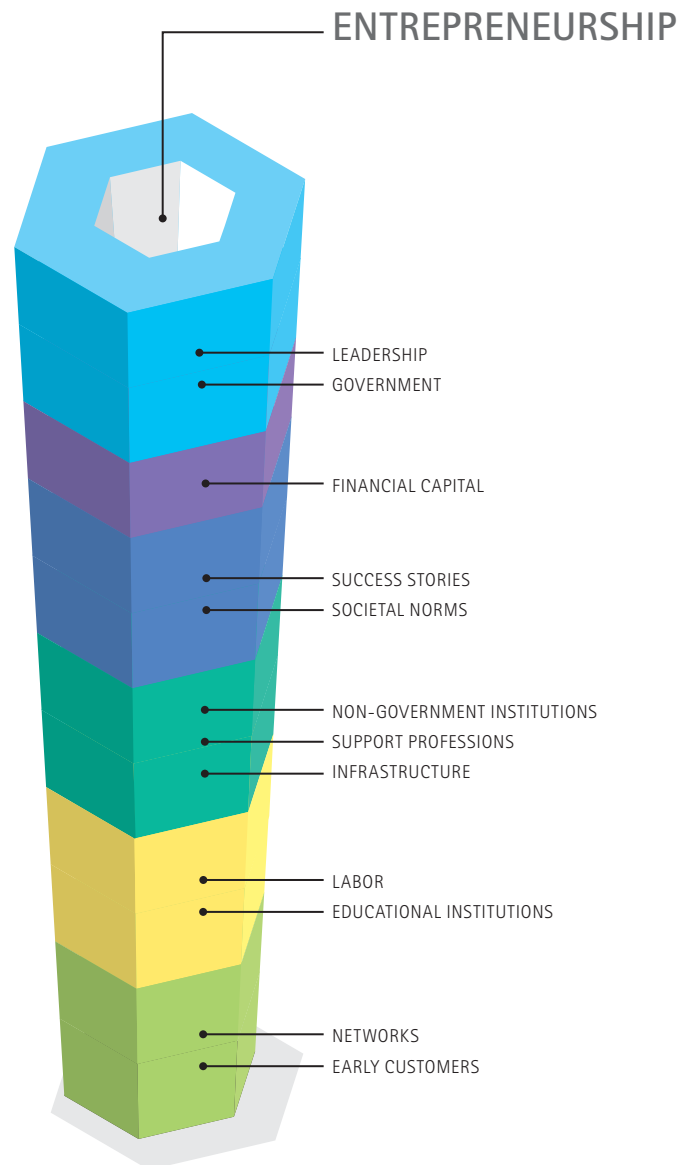 ENTREPRENEURSHIP
LEADERSHIP
GOVERNMENT
FINANCIAL CAPITAL
SUCCESS STORIES
SOCIETAL NORMS
NON-GOVERNMENT INSTITUTIONS
SUPPORT PROFESSIONS
INFRASTRUCTURE
LABOR
EDUCATIONAL INSTITUTIONS
NETWORKS
EARLY CUSTOMERS